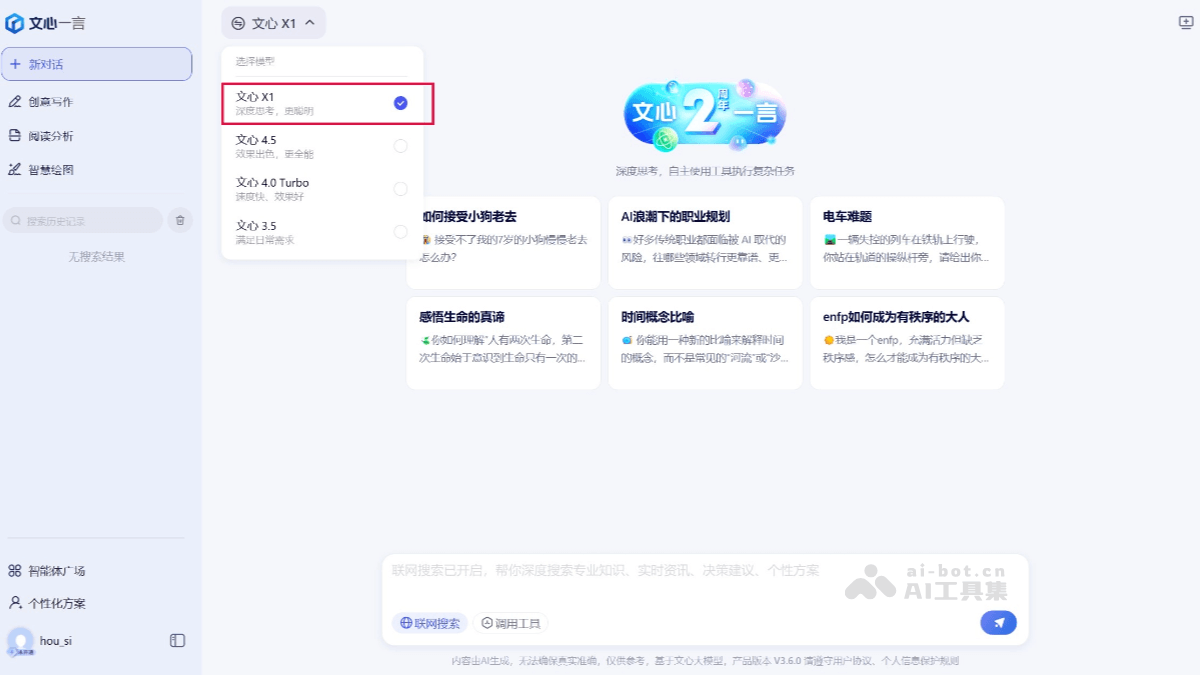 文心一言
新对话
创意写作
阅读分析
智慧绘图
搜索历史记录
无搜索结果
智能体广场
个性化方案
hou_si
文心 X1
选择模型
文心 X1
深度思考,更聪明
文心 4.5
效果出色,更全能
文心 4.0 Turbo
速度快、效果好
文心 3.5
满足日常需求
文心2周年一言
深度思考,自主使用工具执行复杂任务
如何接受小狗老去
接受不了我的7岁的小狗慢慢老去
怎么办?
AI浪潮下的职业规划
好多传统职业都面临被 AI 取代的
风险,往哪些领域转行更靠谱、更...
电车难题
一辆失控的列车在铁轨上行驶,
你站在轨道的操纵杆旁,请给出你...
感悟生命的真谛
你如何理解“人有两次生命,第二
次生命始于意识到生命只有一次的...
时间概念比喻
你能用一种新的比喻来解释时间
的概念,而不是常见的“河流”或“沙...
enfp如何成为有秩序的大人
我是一个enfp,充满活力但缺乏
秩序感,怎么才能成为有秩序的大...
联网搜索已开启,帮你深度搜索专业知识、实时资讯、决策建议、个性方案
ai-bot.cn
AI工具集
联网搜索
调用工具
内容由AI生成,无法确保真实准确,仅供参考,基于文心大模型,产品版本 V3.6.0 请遵守用户协议、个人信息保护规则